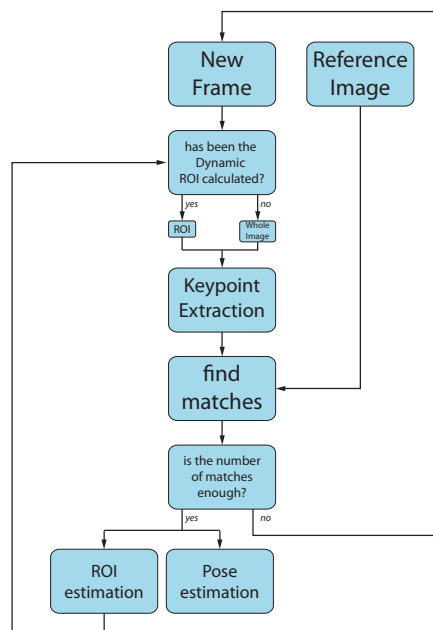 New
Frame
Reference
Image
has been the
Dynamic
ROI calculated?
yes
no
ROI
Whole
Image
Keypoint
Extraction
find
matches
is the number
of matches
enough?
yes
no
ROI
estimation
Pose
estimation